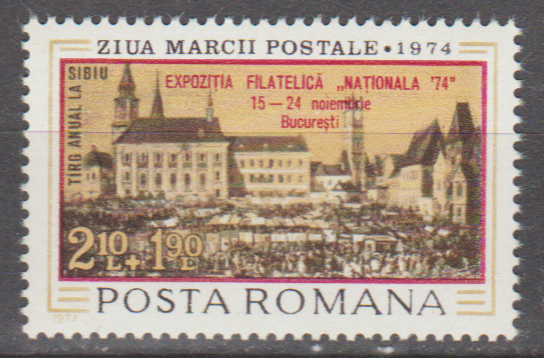 ZIUA MARCII POSTALE • 1974
TIRG ANUAL LA SIBIU
EXPOZIȚIA FILATELICĂ „NAȚIONALA '74"
15 — 24 noiembrie
București
2,10 L + 1,90 L
POSTA ROMANA
1974